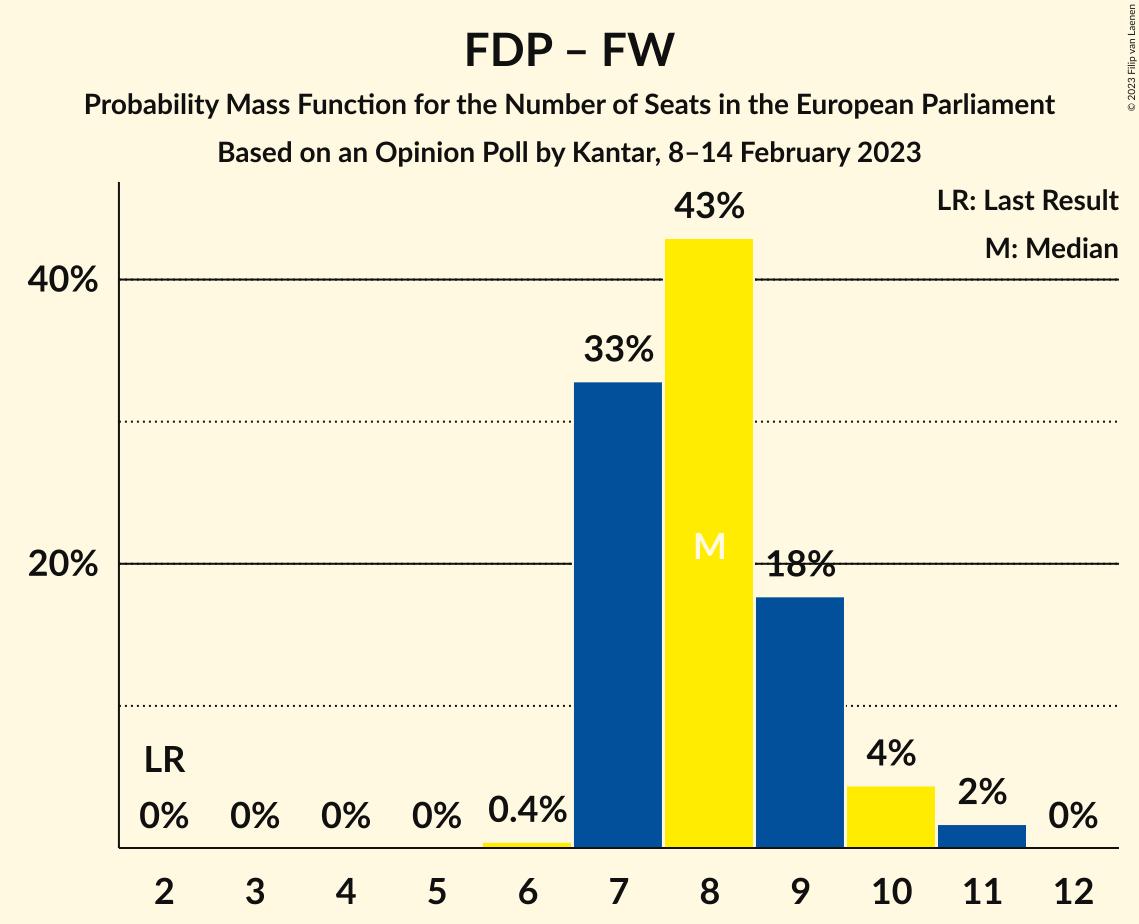 FDP – FW
Probability Mass Function for the Number of Seats in the European Parliament
Based on an Opinion Poll by Kantar, 8–14 February 2023
© 2023 Filip van Laenen
LR: Last Result
M: Median
43%
40%
33%
M
20%
18%
LR
4%
2%
0% 0% 0% 0% 0.4% 0%
2 3 4 5 6 7 8 9 10 11 12